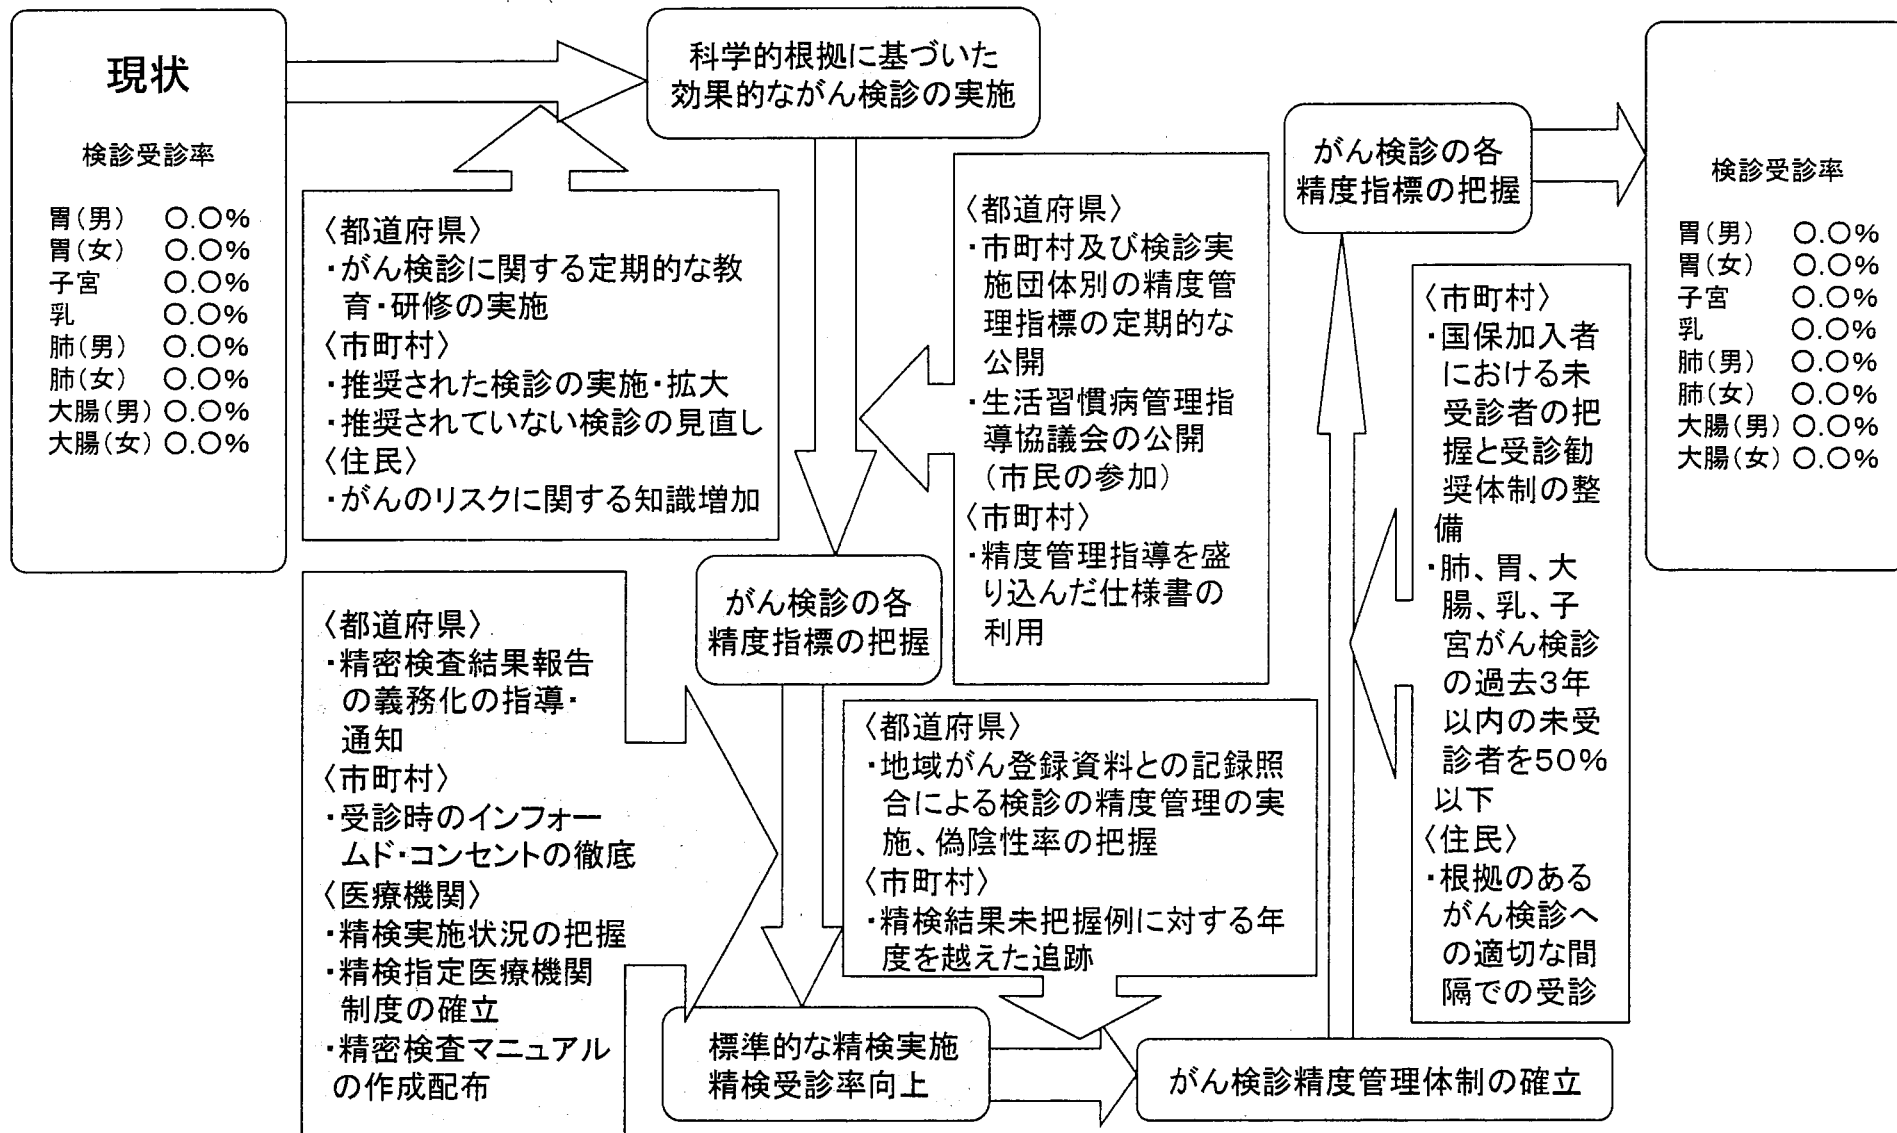 現状
検診受診率
胃(男) 〇.〇%
胃(女) 〇.〇%
子宮 〇.〇%
乳 〇.〇%
肺(男) 〇.〇%
肺(女) 〇.〇%
大腸(男) 〇.〇%
大腸(女) 〇.〇%
科学的根拠に基づいた
効果的ながん検診の実施
〈都道府県〉
・がん検診に関する定期的な教
育・研修の実施
〈市町村〉
・推奨された検診の実施・拡大
・推奨されていない検診の見直し
〈住民〉
・がんのリスクに関する知識増加
〈都道府県〉
・市町村及び検診実
施団体別の精度管
理指標の定期的な
公開
・生活習慣病管理指
導協議会の公開
(市民の参加)
〈市町村〉
・精度管理指導を盛
り込んだ仕様書の
利用
がん検診の各
精度指標の把握
〈都道府県〉
・精密検査結果報告
の義務化の指導・
通知
〈市町村〉
・受診時のインフォー
ムド・コンセントの徹底
〈医療機関〉
・精検実施状況の把握
・精検指定医療機関
制度の確立
・精密検査マニュアル
の作成配布
標準的な精検実施
精検受診率向上
〈都道府県〉
・地域がん登録資料との記録照
合による検診の精度管理の実
施、偽陰性率の把握
〈市町村〉
・精検結果未把握例に対する年
度を越えた追跡
がん検診精度管理体制の確立
〈市町村〉
・国保加入者
における未
受診者の把
握と受診勧
奨体制の整
備
・肺、胃、大
腸、乳、子
宮がん検診
の過去3年
以内の未受
診者を50%
以下
〈住民〉
・根拠のある
がん検診へ
の適切な間
隔での受診
がん検診の各
精度指標の把握
検診受診率
胃(男) 〇.〇%
胃(女) 〇.〇%
子宮 〇.〇%
乳 〇.〇%
肺(男) 〇.〇%
肺(女) 〇.〇%
大腸(男) 〇.〇%
大腸(女) 〇.〇%